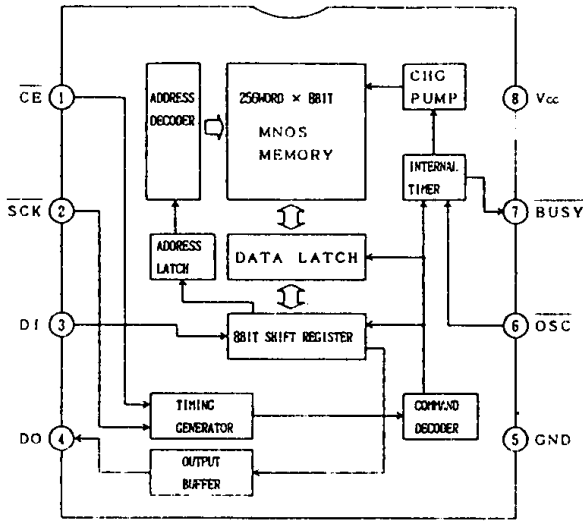 CE
1
SCK
2
DI
3
DO
4
ADDRESS
DECODER
256WORD × 8BIT
MNOS
MEMORY
CHG
PUMP
8
Vcc
INTERNAL
TIMER
7
BUSY
ADDRESS
LATCH
DATA LATCH
8BIT SHIFT REGISTER
6
OSC
TIMING
GENERATOR
COMMAND
DECODER
5
GND
OUTPUT
BUFFER